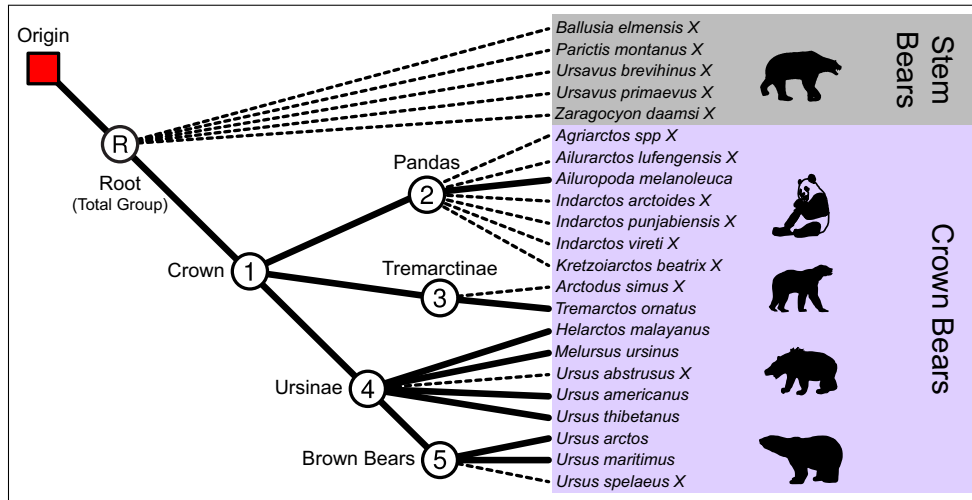 Origin
R
Root
(Total Group)
Crown
1
Pandas
2
Tremarctinae
3
Ursinae
4
Brown Bears
5
Ballusia elmensis X
Parictis montanus X
Ursavus brevihinus X
Ursavus primaevus X
Zaragocyon daamsi X
Agriarctos spp X
Ailurarctos lufengensis X
Ailuropoda melanoleuca
Indarctos arctoides X
Indarctos punjabiensis X
Indarctos vireti X
Kretzoiarctos beatrix X
Arctodus simus X
Tremarctos ornatus
Helarctos malayanus
Melursus ursinus
Ursus abstrusus X
Ursus americanus
Ursus thibetanus
Ursus arctos
Ursus maritimus
Ursus spelaeus X
Stem
Bears
Crown Bears